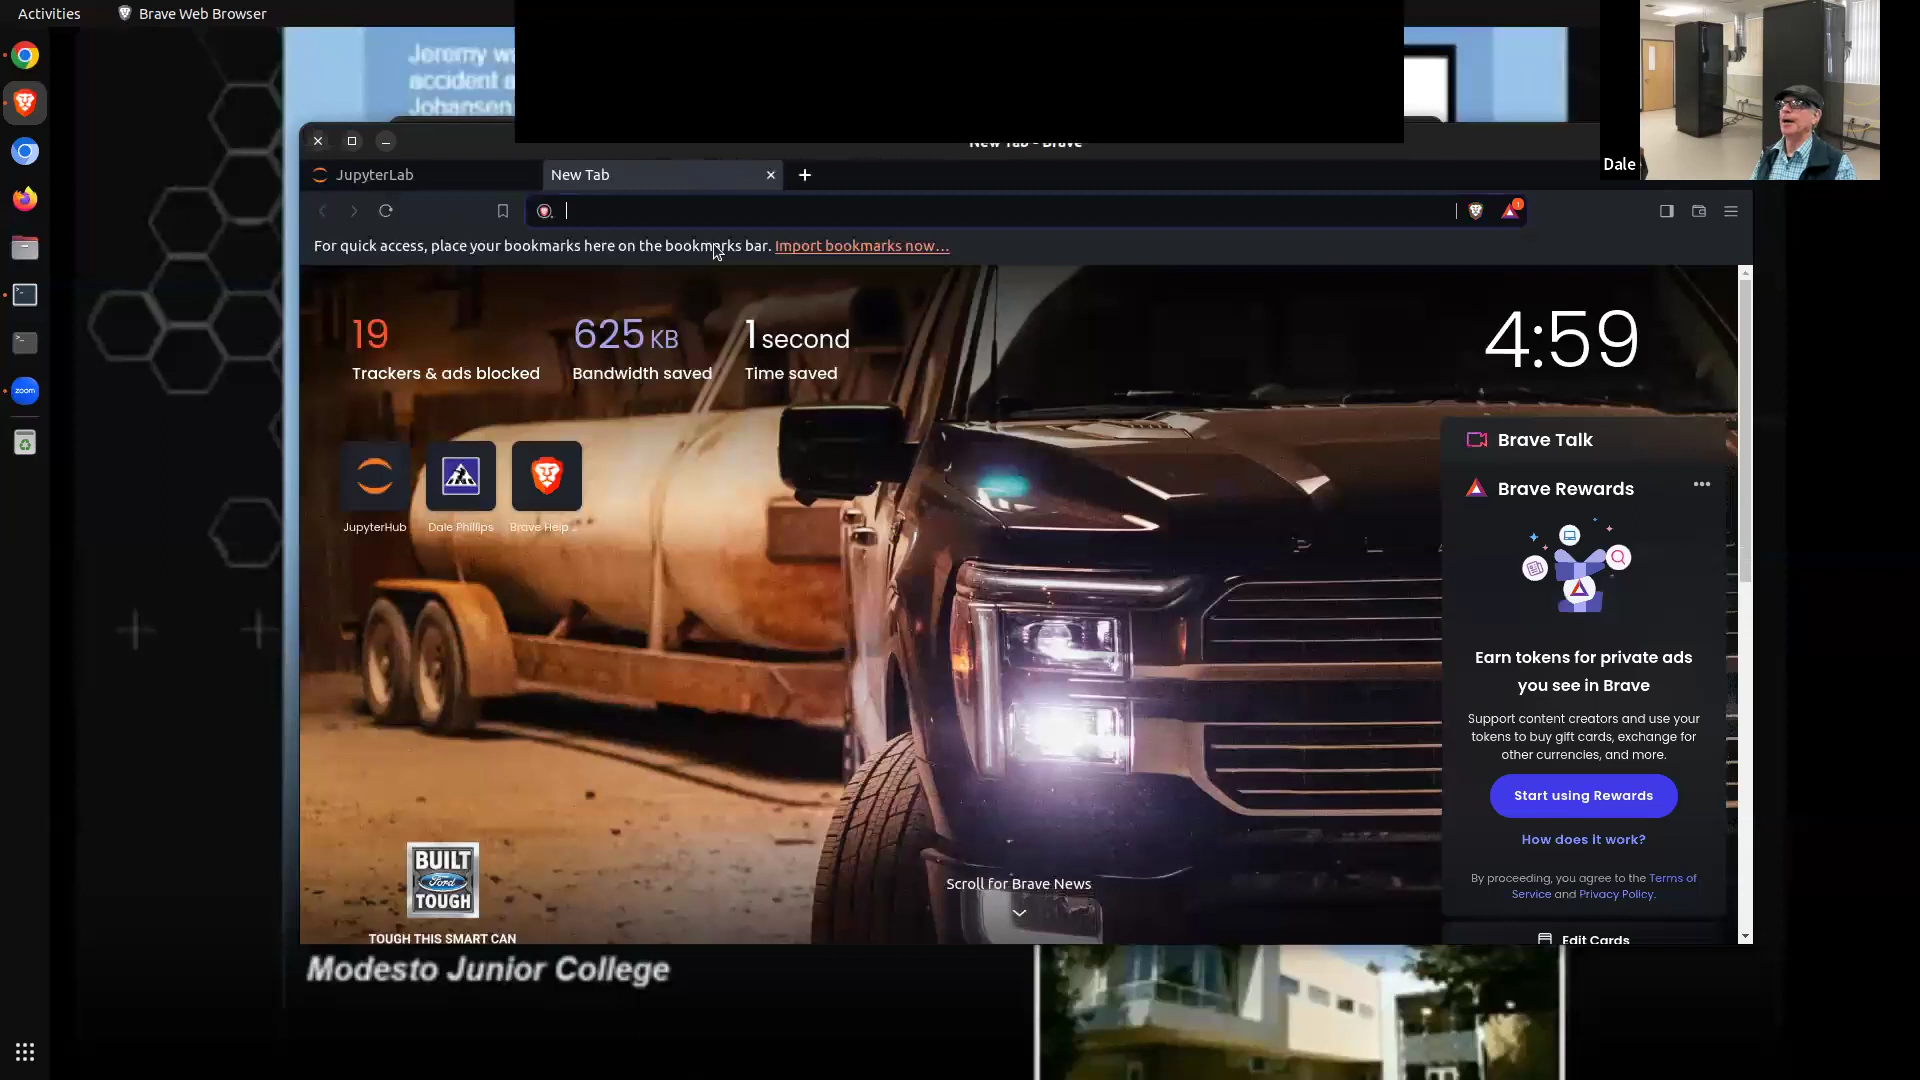 Activities
Brave Web Browser
Jeremy
accident
Johansen
Dale
New Tab - Brave
JupyterLab
New Tab
1
For quick access, place your bookmarks here on the bookmarks bar. Import bookmarks now...
19
Trackers & ads blocked
625 KB
Bandwidth saved
1 second
Time saved
4:59
zoom
JupyterHub
Dale Phillips
Brave Help ...
Brave Talk
Brave Rewards
Earn tokens for private ads
you see in Brave
Support content creators and use your
tokens to buy gift cards, exchange for
other currencies, and more.
Start using Rewards
How does it work?
By proceeding, you agree to the Terms of
Service and Privacy Policy.
Edit Cards
BUILT
Ford
TOUGH
TOUGH THIS SMART CAN
Scroll for Brave News
Modesto Junior College